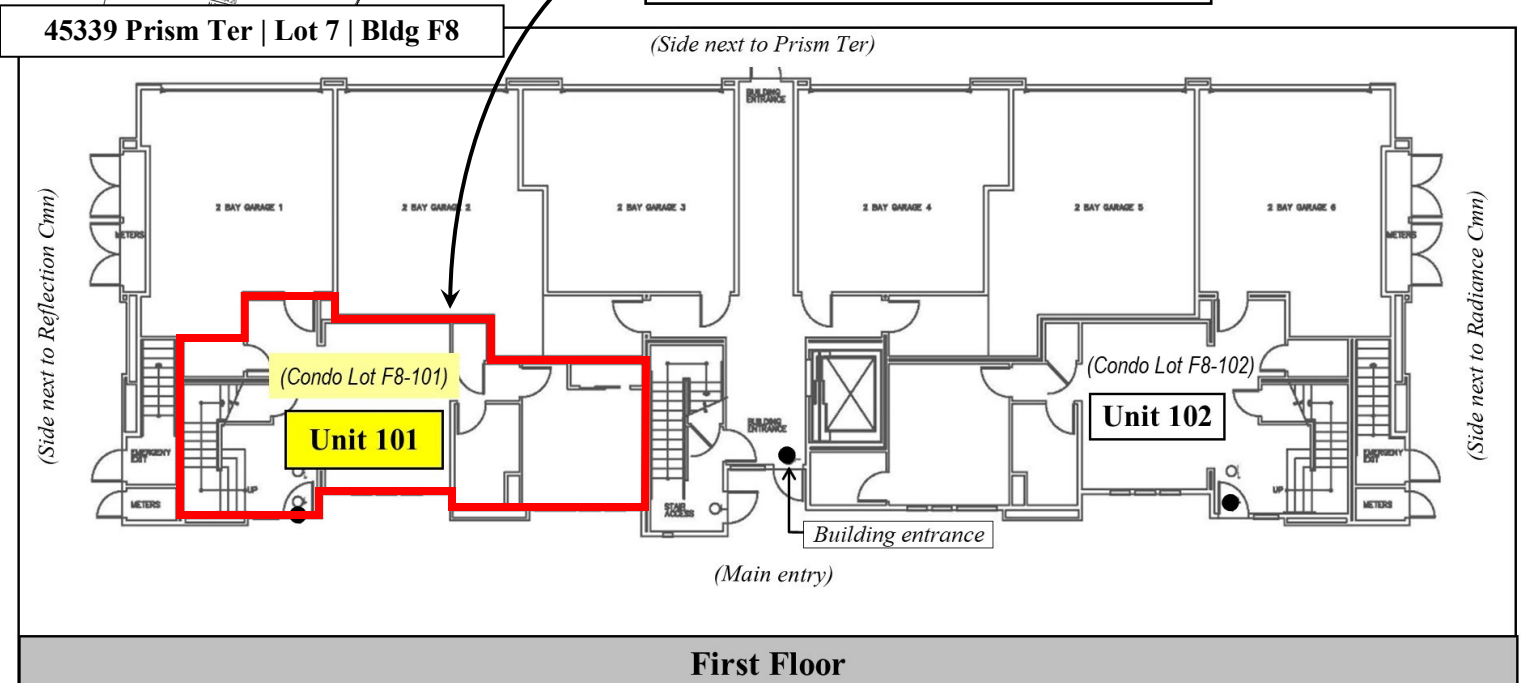 45339 Prism Ter | Lot 7 | Bldg F8
(Side next to Prism Ter)
BUILDING
ENTRANCE
(Side next to Reflection Cmn)
2 BAY GARAGE 1
2 BAY GARAGE 2
2 BAY GARAGE 3
2 BAY GARAGE 4
2 BAY GARAGE 5
2 BAY GARAGE 6
(Side next to Radiance Cmn)
METERS
METERS
(Condo Lot F8-101)
(Condo Lot F8-102)
Unit 101
Unit 102
BUILDING
ENTRANCE
EMERGENY
EXIT
EMERGENY
EXIT
UP
UP
METERS
STAIR
ACCESS
METERS
Building entrance
(Main entry)
First Floor